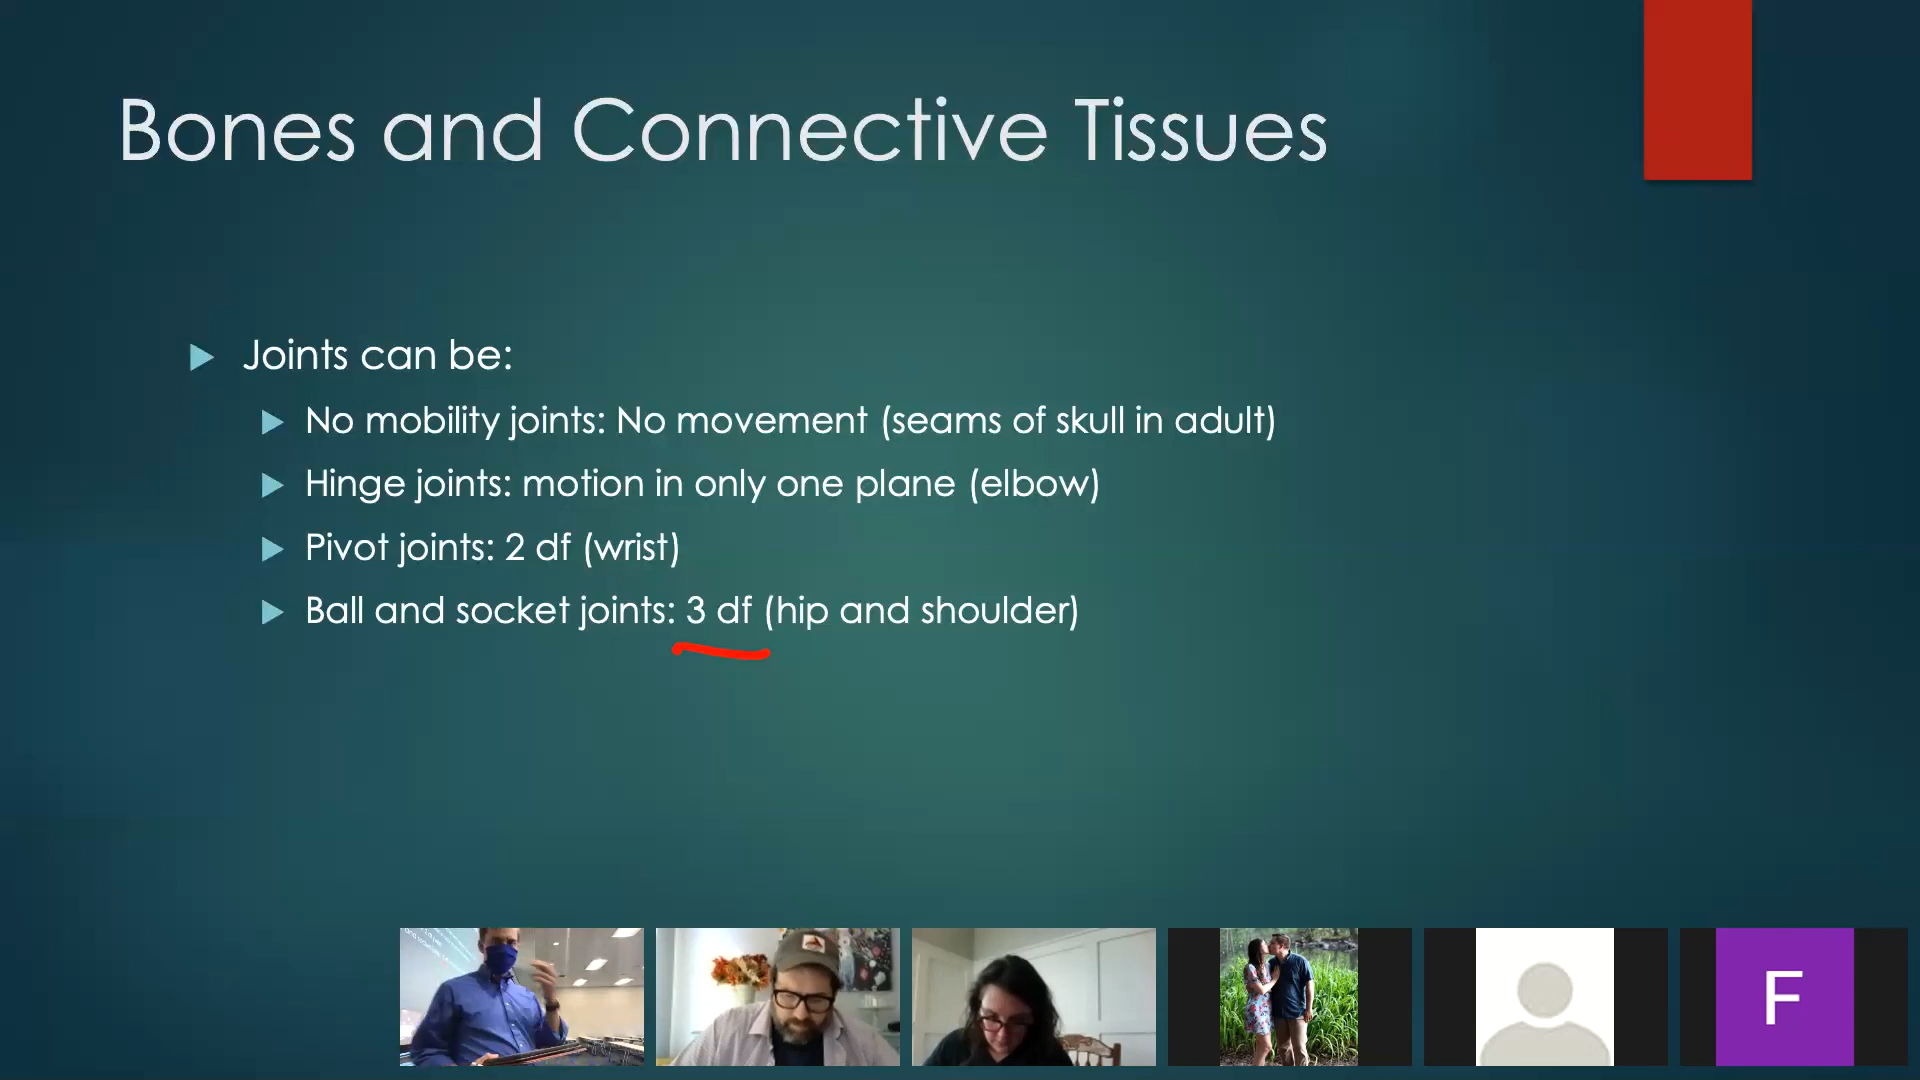 Bones and Connective Tissues
Joints can be:
No mobility joints: No movement (seams of skull in adult)
Hinge joints: motion in only one plane (elbow)
Pivot joints: 2 df (wrist)
Ball and socket joints: 3 df (hip and shoulder)
F